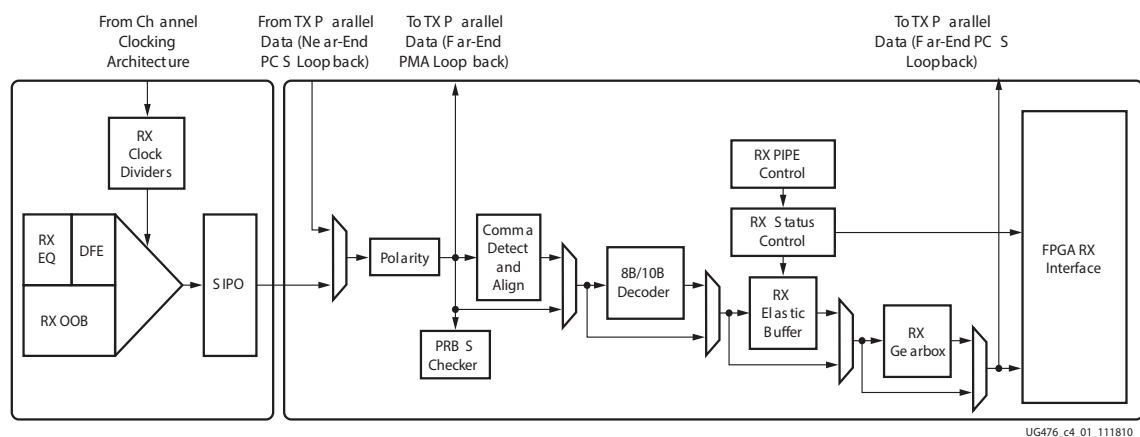 From Channel
Clocking
Architecture
From TX Parallel
Data (Near-End
PCS Loopback)
To TX Parallel
Data (Far-End
PMA Loopback)
To TX Parallel
Data (Far-End PCS
Loopback)
RX
Clock
Dividers
RX
EQ
DFE
RX OOB
SIPO
Polarity
PRBS
Checker
Comma
Detect
and
Align
8B/10B
Decoder
RX PIPE
Control
RX Status
Control
RX
Elastic
Buffer
RX
Gearbox
FPGA RX
Interface
UG476_c4_01_111810